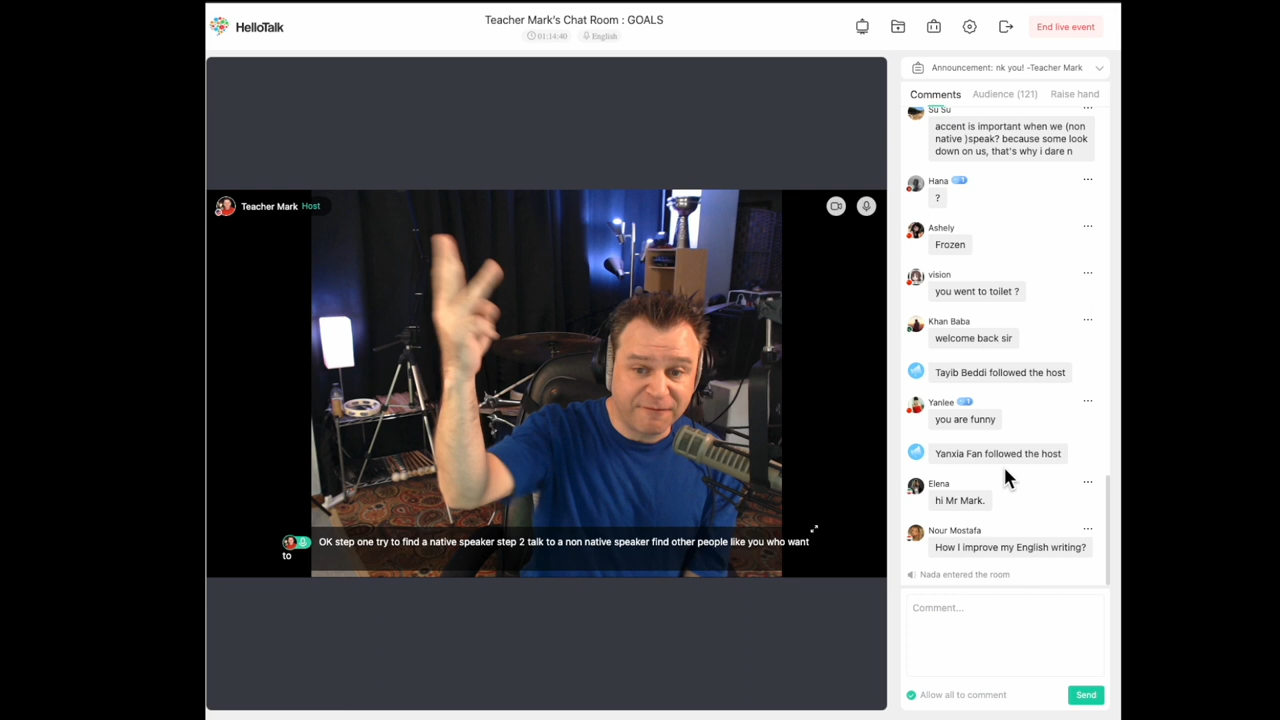 HelloTalk
Teacher Mark's Chat Room : GOALS
01:14:40 English
End live event
Announcement: nk you! -Teacher Mark
Comments Audience (121) Raise hand
Su Su
accent is important when we (non
native )speak? because some look
down on us, that's why i dare n
Hana
?
Ashely
Frozen
vision
you went to toilet ?
Khan Baba
welcome back sir
Tayib Beddi followed the host
Yanlee
you are funny
Yanxia Fan followed the host
Elena
hi Mr Mark.
Nour Mostafa
How I improve my English writing?
Nada entered the room
Comment...
Allow all to comment
Send
Teacher Mark Host
OK step one try to find a native speaker step 2 talk to a non native speaker find other people like you who want
to